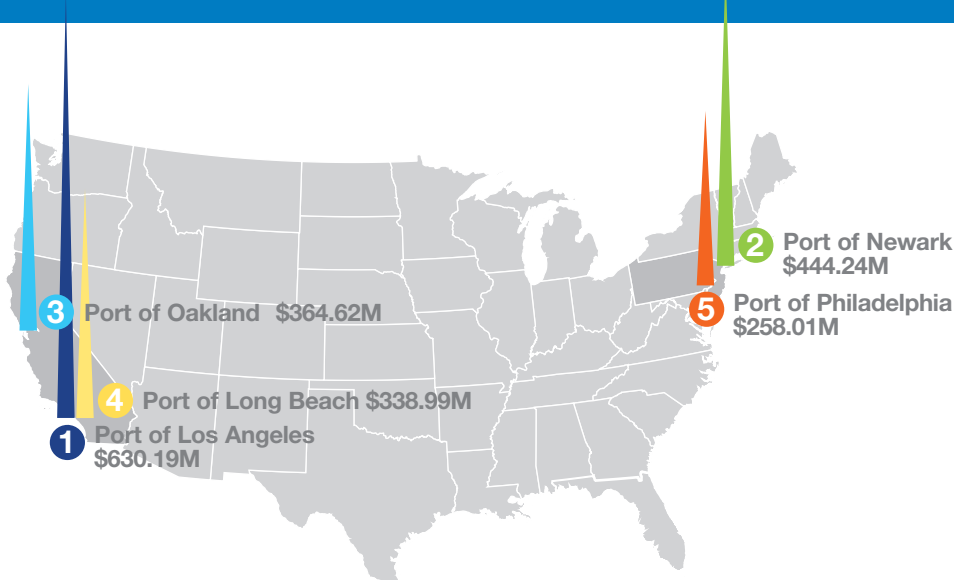 2 Port of Newark
$444.24M
3 Port of Oakland $364.62M
5 Port of Philadelphia
$258.01M
4 Port of Long Beach $338.99M
1 Port of Los Angeles
$630.19M